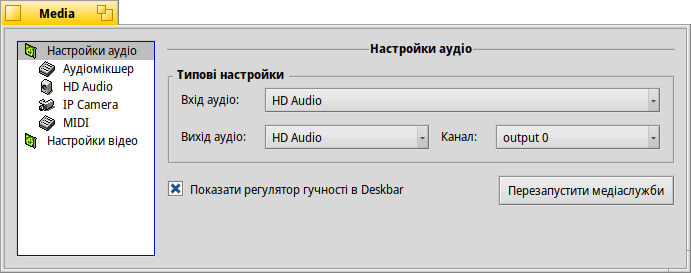 Media
Настройки аудіо
Аудіомікшер
HD Audio
IP Camera
MIDI
Настройки відео
Настройки аудіо
Типові настройки
Вхід аудіо: HD Audio
Вихід аудіо: HD Audio Канал: output 0
Показати регулятор гучності в Deskbar
Перезапустити медіаслужби